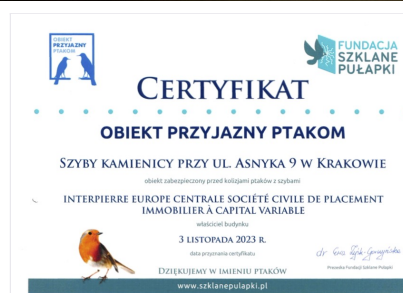 OBIEKT
PRZYJAZNY
PTAKOM
FUNDACJA
SZKLANE
PUŁAPKI
CERTYFIKAT
OBIEKT PRZYJAZNY PTAKOM
SZYBY KAMIENICY PRZY UL. ASNYKA 9 W KRAKOWIE
obiekt zabezpieczony przed kolizjami ptaków z szybami
INTERPIERRE EUROPE CENTRALE SOCIÉTÉ CIVILE DE PLACEMENT
IMMOBILIER À CAPITAL VARIABLE
właściciel budynku
3 LISTOPADA 2023 R.
data przyznania certyfikatu
dr Ewa
Prezeska Fundacji Szklane Pułapki
DZIĘKUJEMY W IMIENIU PTAKÓW
www.szklanepulapki.pl